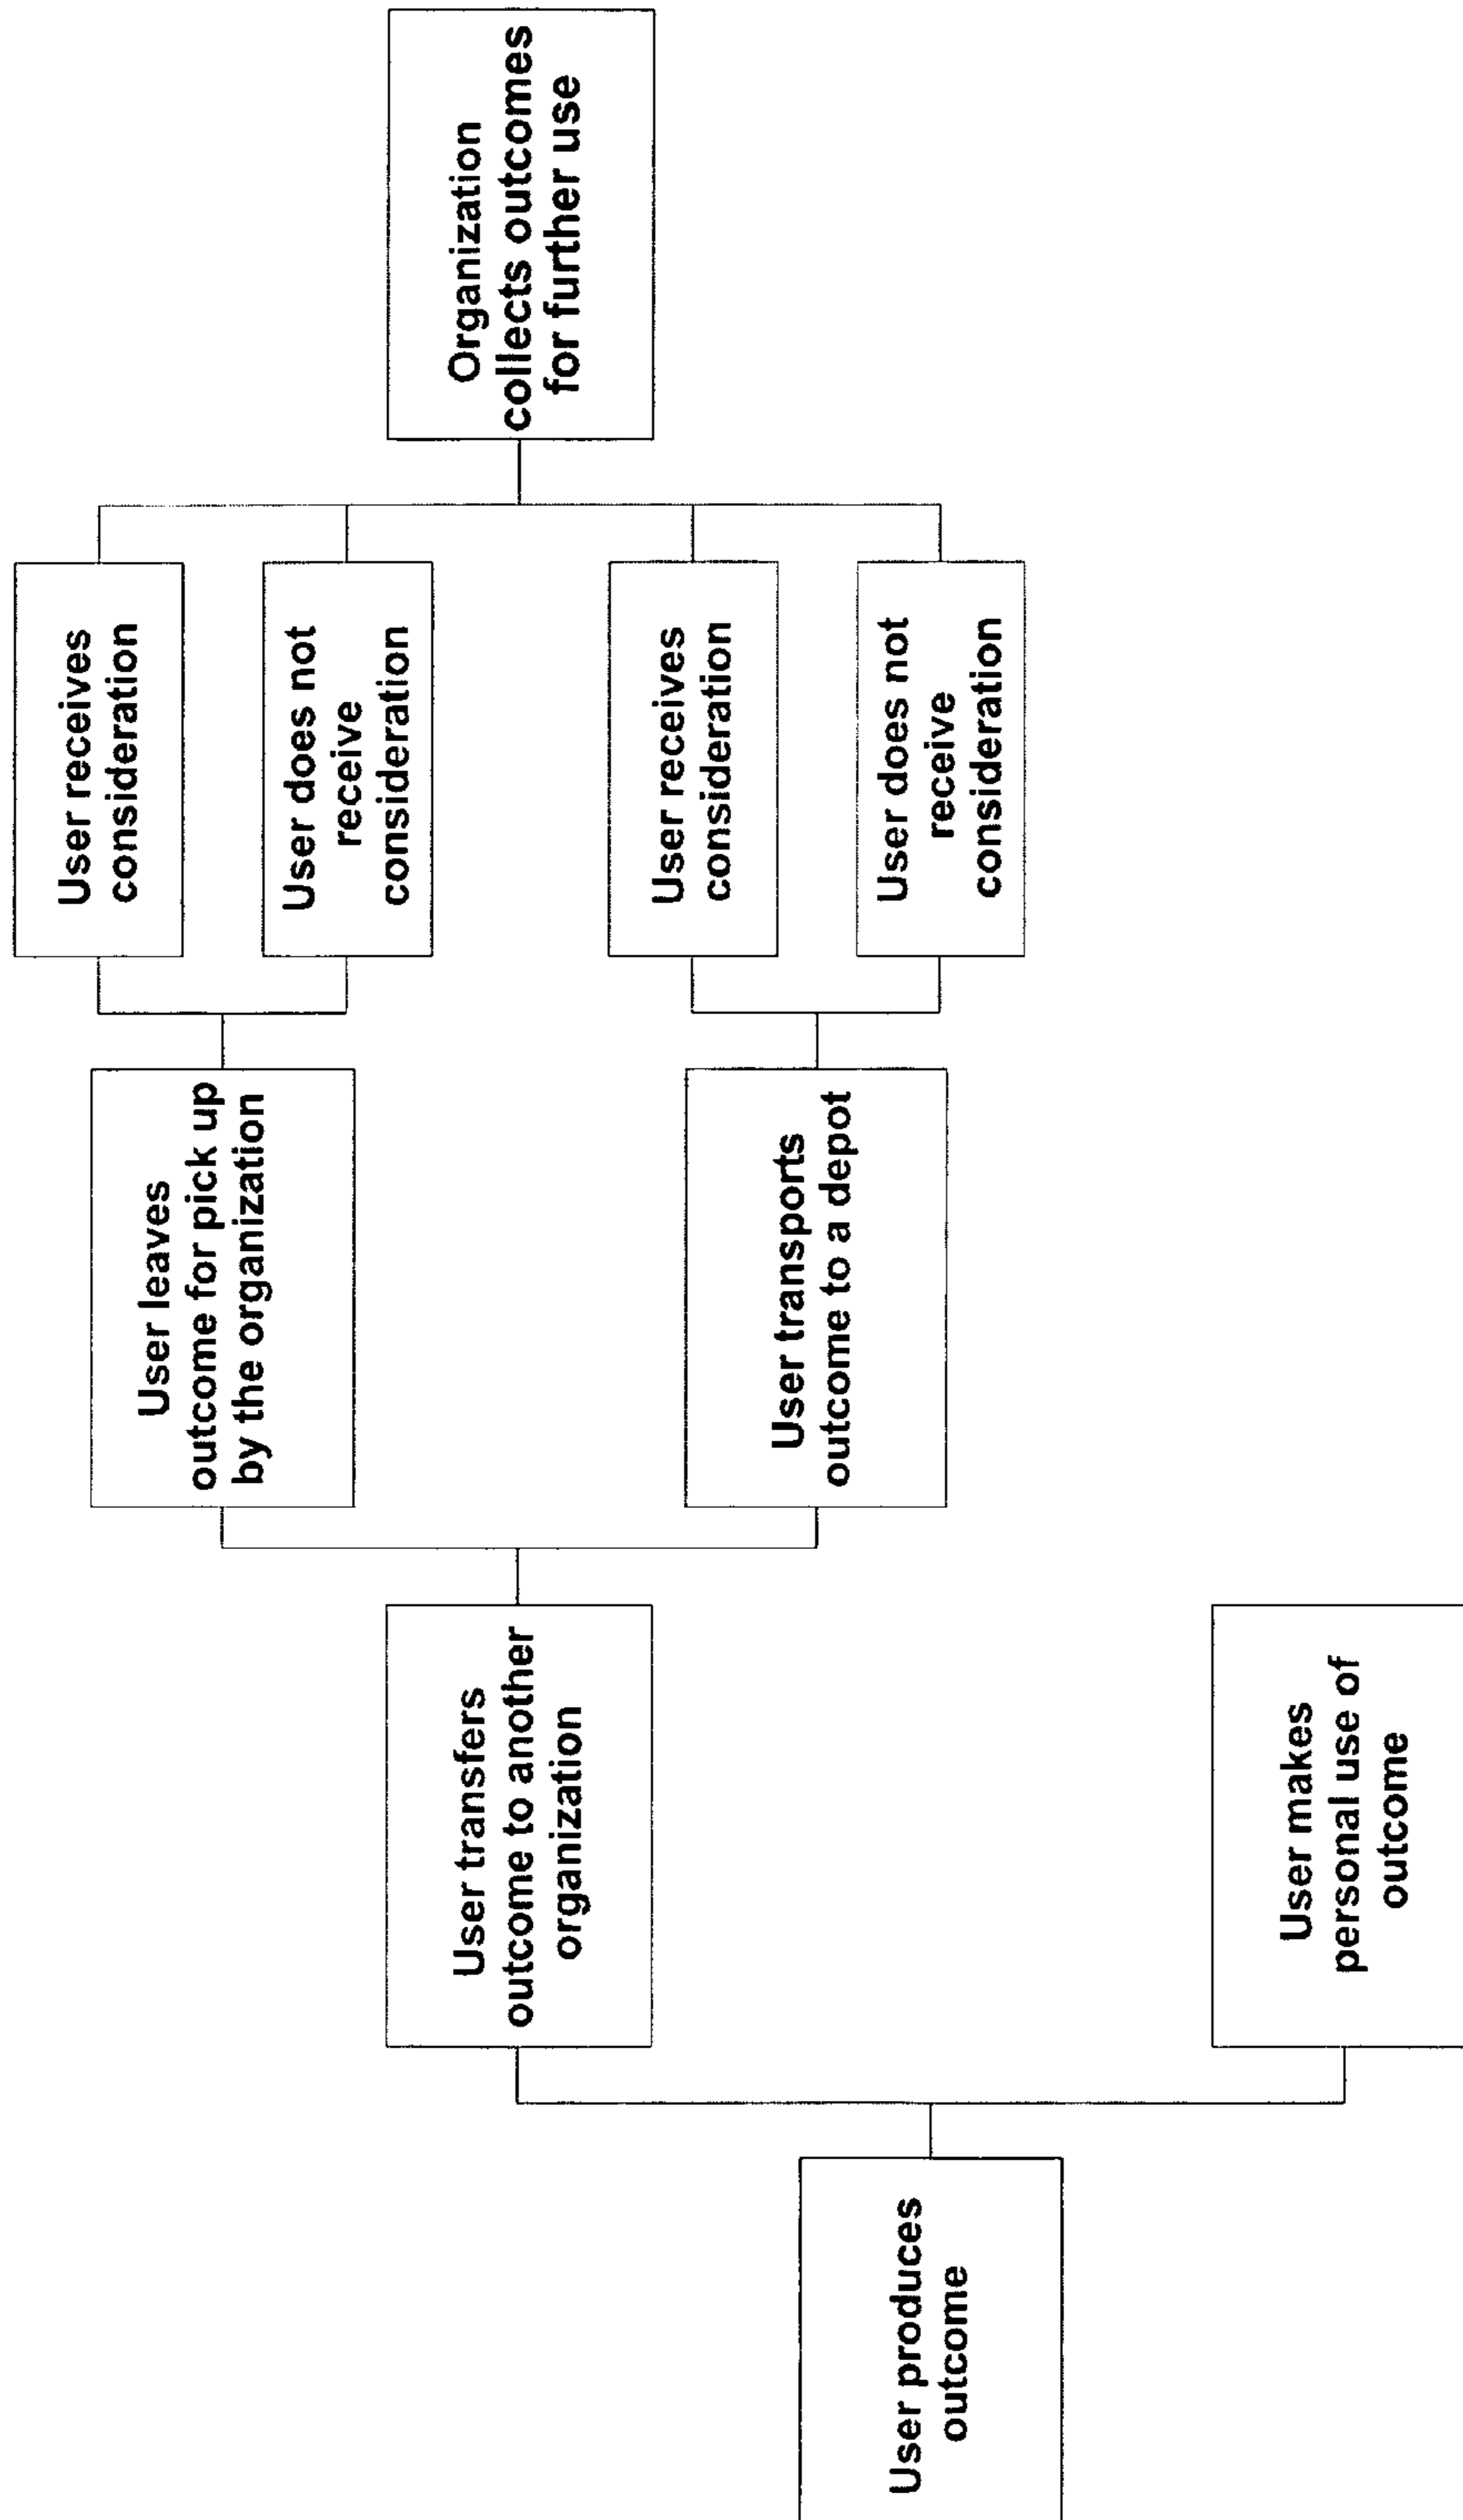 User produces
outcome
User transfers
outcome to another
organization
User makes
personal use of
outcome
User leaves
outcome for pick up
by the organization
User transports
outcome to a depot
User receives
consideration
User does not
receive
consideration
User receives
consideration
User does not
receive
consideration
Organization
collects outcomes
for further use